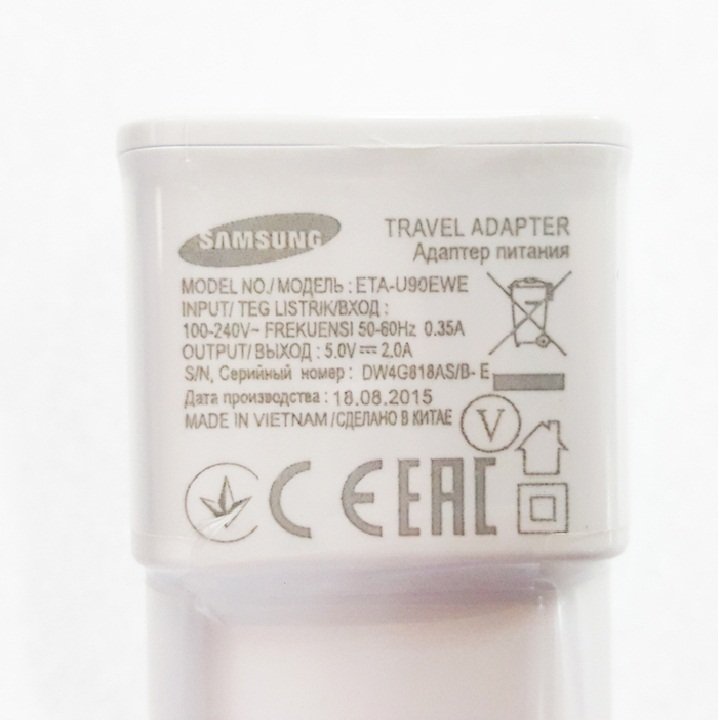 SAMSUNG
TRAVEL ADAPTER
Адаптер питания
MODEL NO./ МОДЕЛЬ : ETA-U90EWE
INPUT/ TEG LISTRIK/ВХОД :
100-240V~ FREKUENSI 50-60Hz 0.35A
OUTPUT/ ВЫХОД : 5.0V⎓ 2.0A
S/N, Серийный номер: DW4G818AS/B- E
Дата производства : 18.08.2015
MADE IN VIETNAM /СДЕЛАНО В КИТАЕ
V
CE EAC